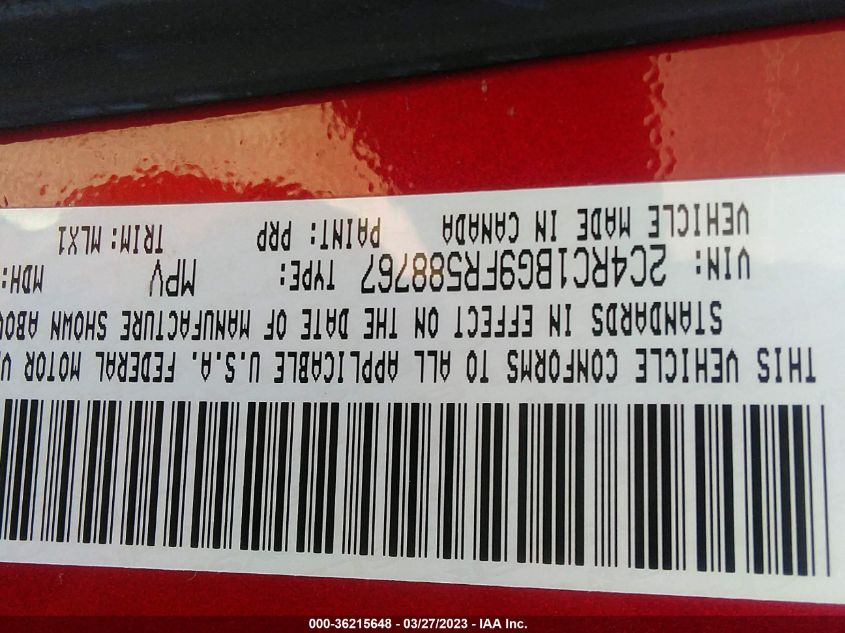 THIS VEHICLE CONFORMS TO ALL APPLICABLE U.S.A. FEDERAL MOTOR
STANDARDS IN EFFECT ON THE DATE OF MANUFACTURE SHOWN ABO
VIN: 2C4RC1BG9FR588767 TYPE: MPV MDH:
VEHICLE MADE IN CANADA PAINT: PRP TRIM: MLX1
000-36215648 - 03/27/2023 - IAA Inc.